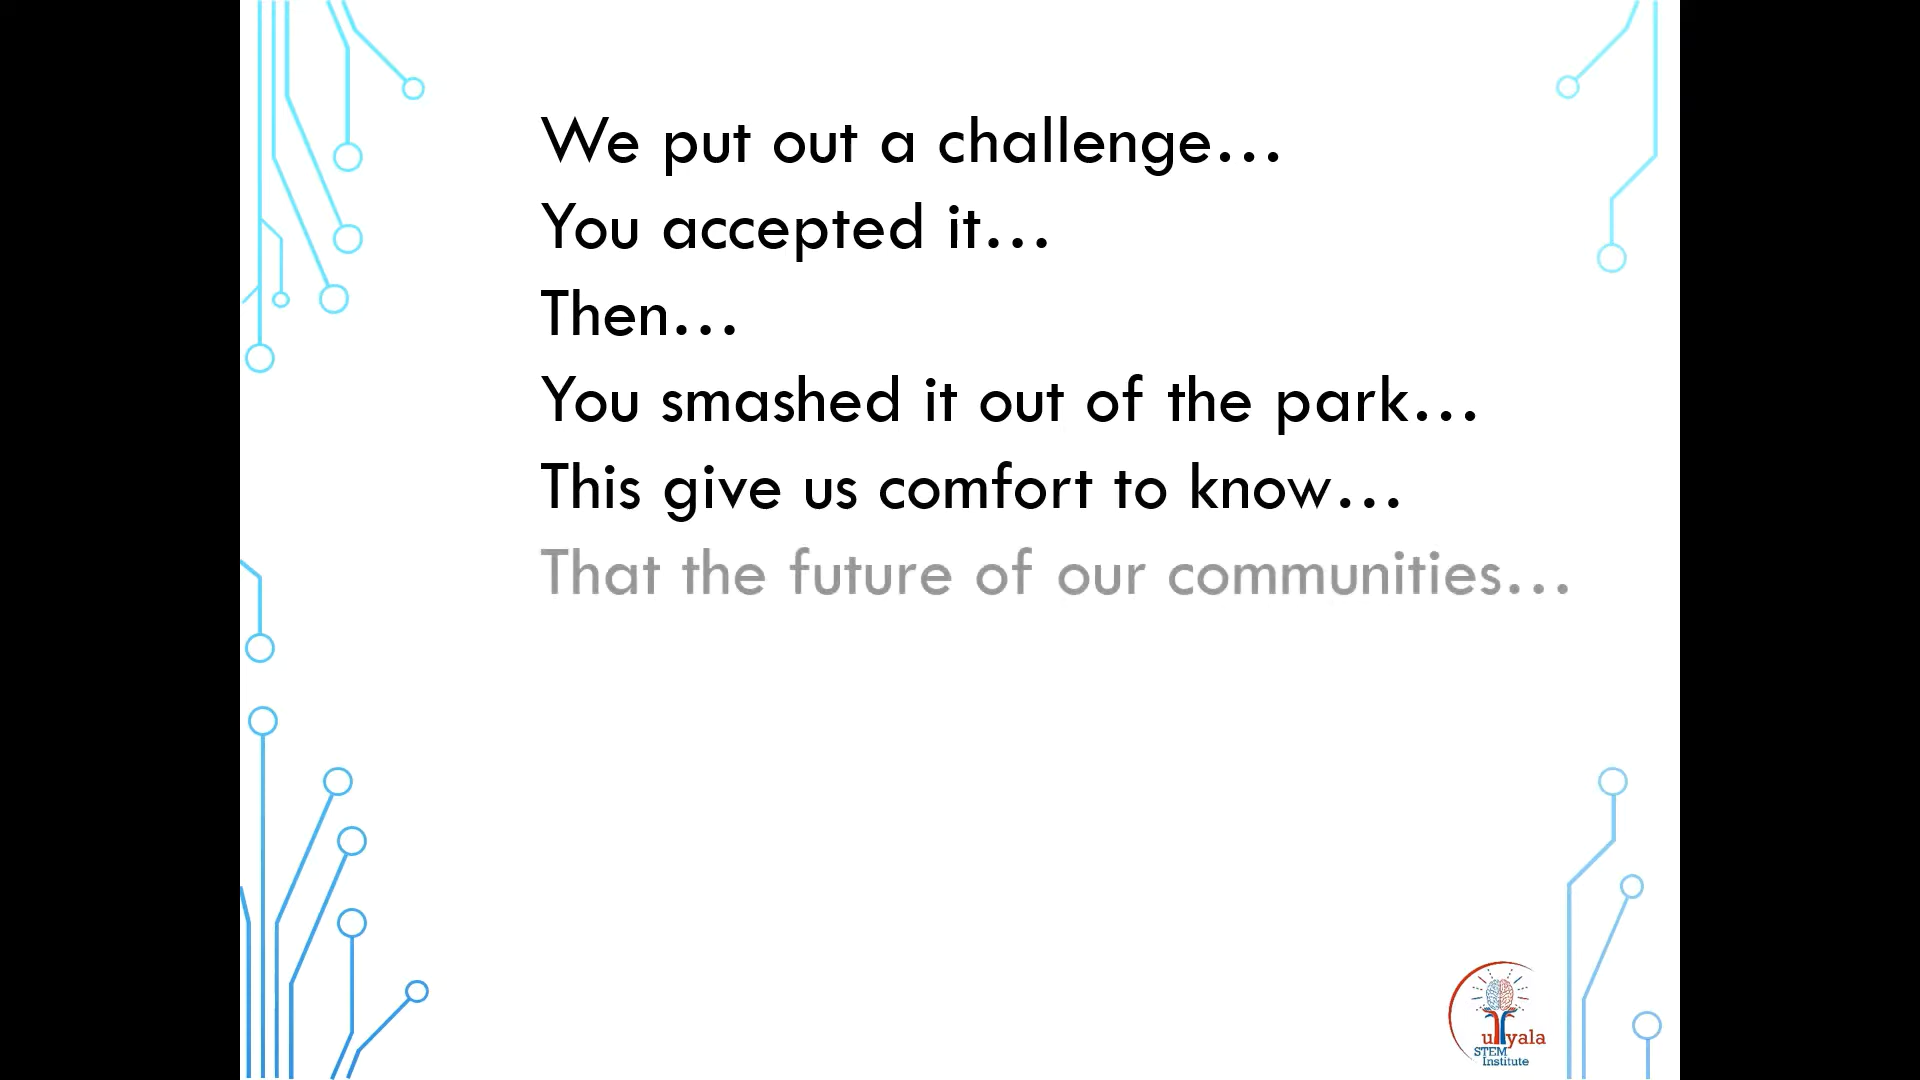 We put out a challenge...
You accepted it...
Then...
You smashed it out of the park...
This give us comfort to know...
That the future of our communities...
STEM
Institute